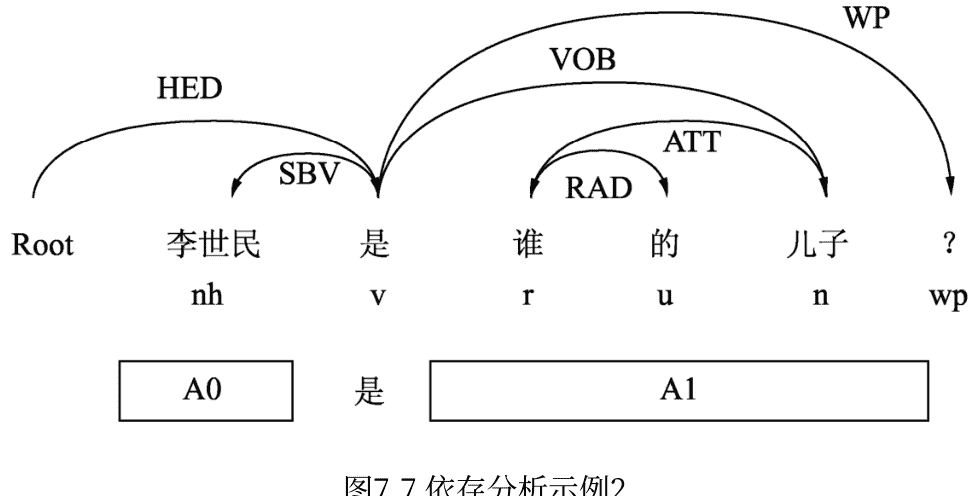 WP
VOB
HED
ATT
SBV
RAD
Root 李世民 是 谁 的 儿子 ?
nh v r u n wp
A0 是 A1
图7.7 依存分析示例2